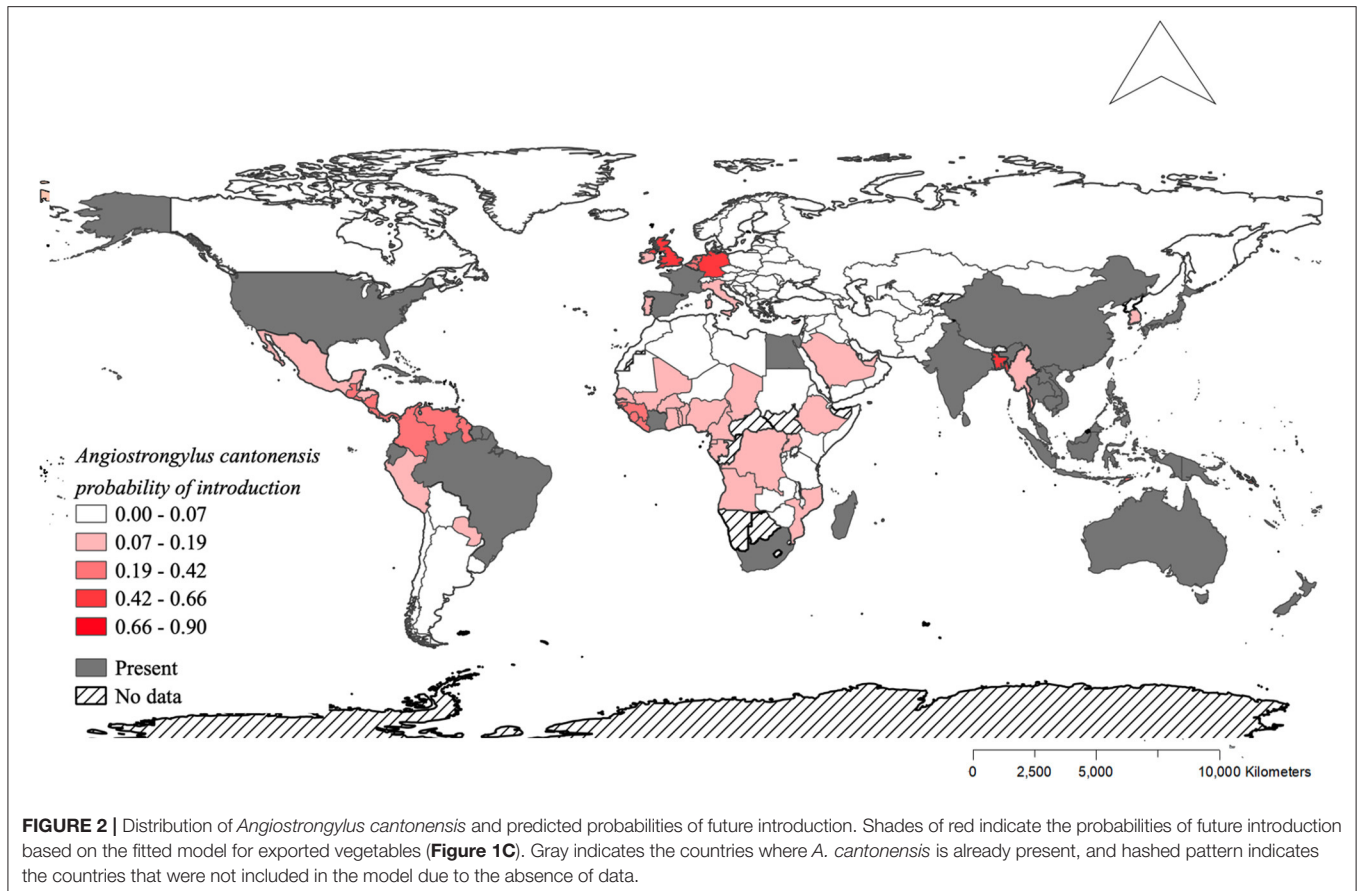 Angiostrongylus cantonensis
probability of introduction
0.00 - 0.07
0.07 - 0.19
0.19 - 0.42
0.42 - 0.66
0.66 - 0.90
Present
No data
0 2,500 5,000 10,000 Kilometers
FIGURE 2 | Distribution of Angiostrongylus cantonensis and predicted probabilities of future introduction. Shades of red indicate the probabilities of future introduction
based on the fitted model for exported vegetables (Figure 1C). Gray indicates the countries where A. cantonensis is already present, and hashed pattern indicates
the countries that were not included in the model due to the absence of data.